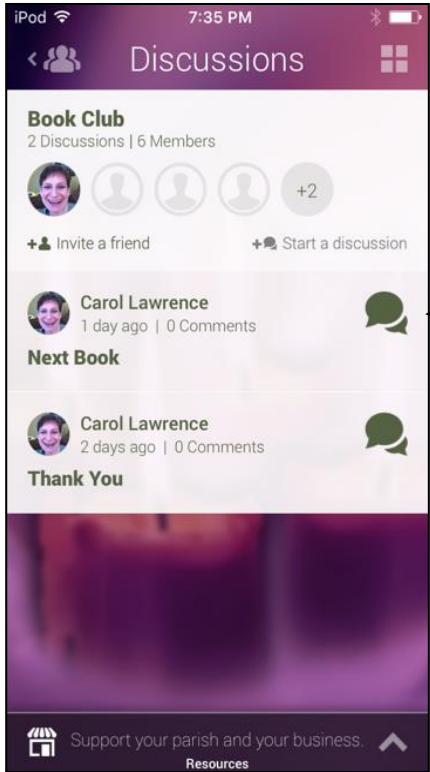 iPod 7:35 PM
Discussions
Book Club
2 Discussions | 6 Members
+2
+ Invite a friend + Start a discussion
Carol Lawrence
1 day ago | 0 Comments
Next Book
Carol Lawrence
2 days ago | 0 Comments
Thank You
Support your parish and your business.
Resources